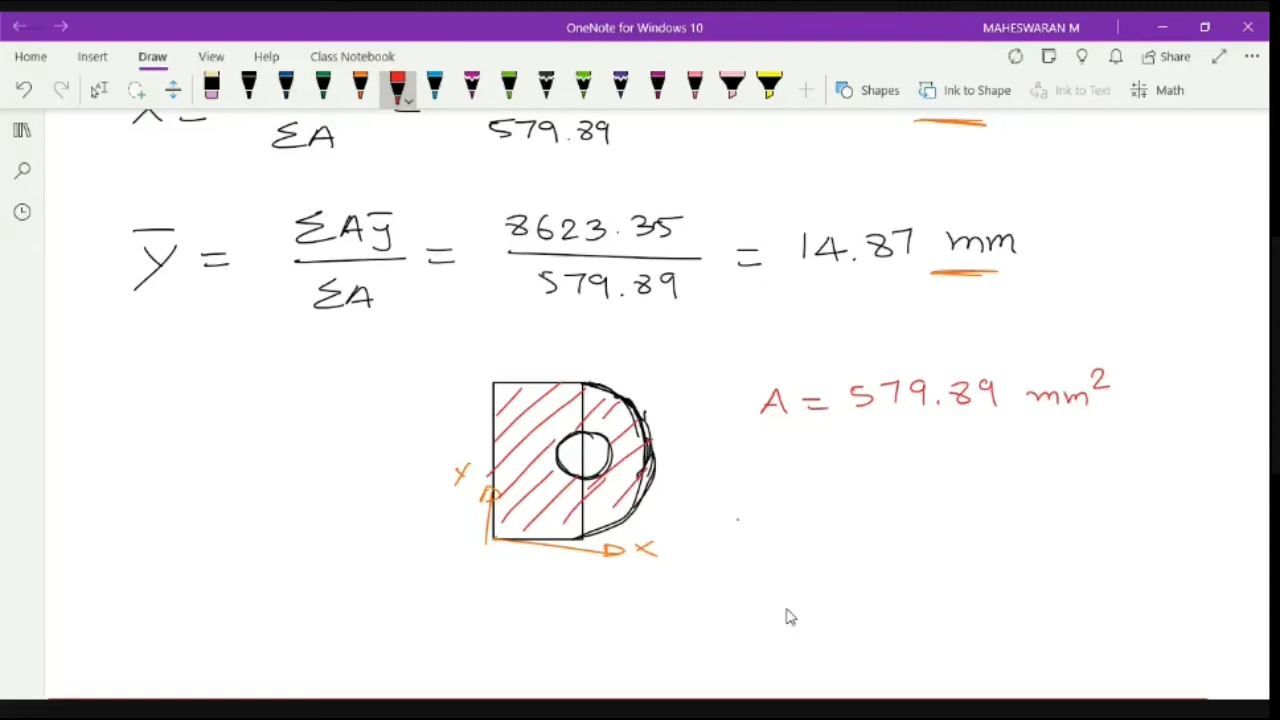 OneNote for Windows 10
MAHESWARAN M
Home Insert Draw View Help Class Notebook
Share
Shapes Ink to Shape Ink to Text Math
ΣA 579.89
ȳ = ΣAȳ / ΣA = 8623.35 / 579.89 = 14.87 mm
A = 579.89 mm²
Y
X